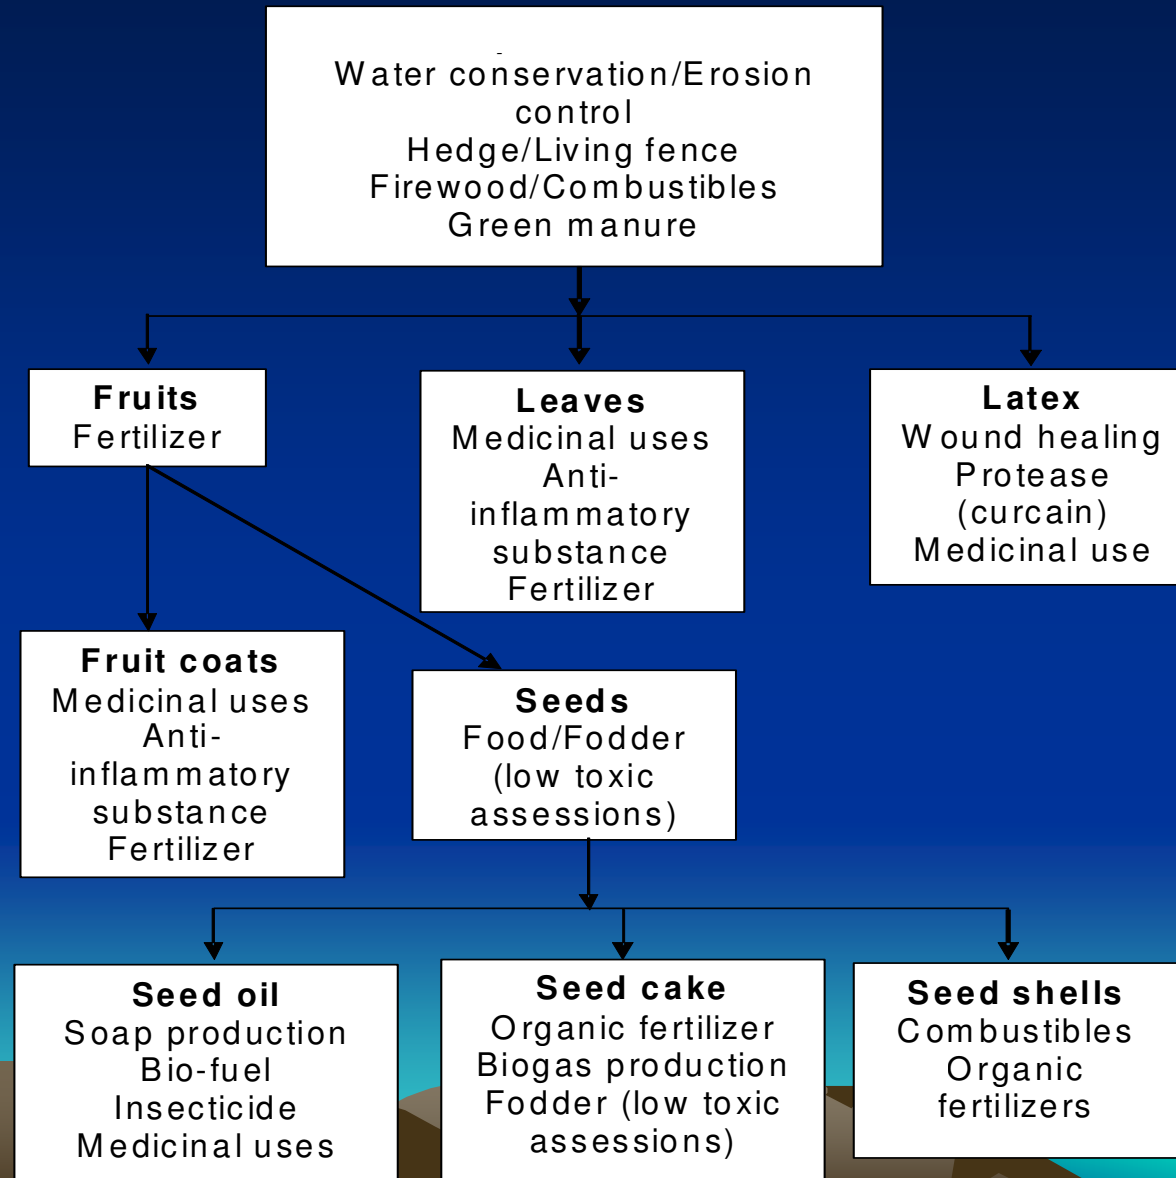 Water conservation/Erosion
control
Hedge/Living fence
Firewood/Combustibles
Green manure
Fruits
Fertilizer
Leaves
Medicinal uses
Anti-
inflammatory
substance
Fertilizer
Latex
Wound healing
Protease
(curcain)
Medicinal use
Fruit coats
Medicinal uses
Anti-
inflammatory
substance
Fertilizer
Seeds
Food/Fodder
(low toxic
assessions)
Seed oil
Soap production
Bio-fuel
Insecticide
Medicinal uses
Seed cake
Organic fertilizer
Biogas production
Fodder (low toxic
assessions)
Seed shells
Combustibles
Organic
fertilizers